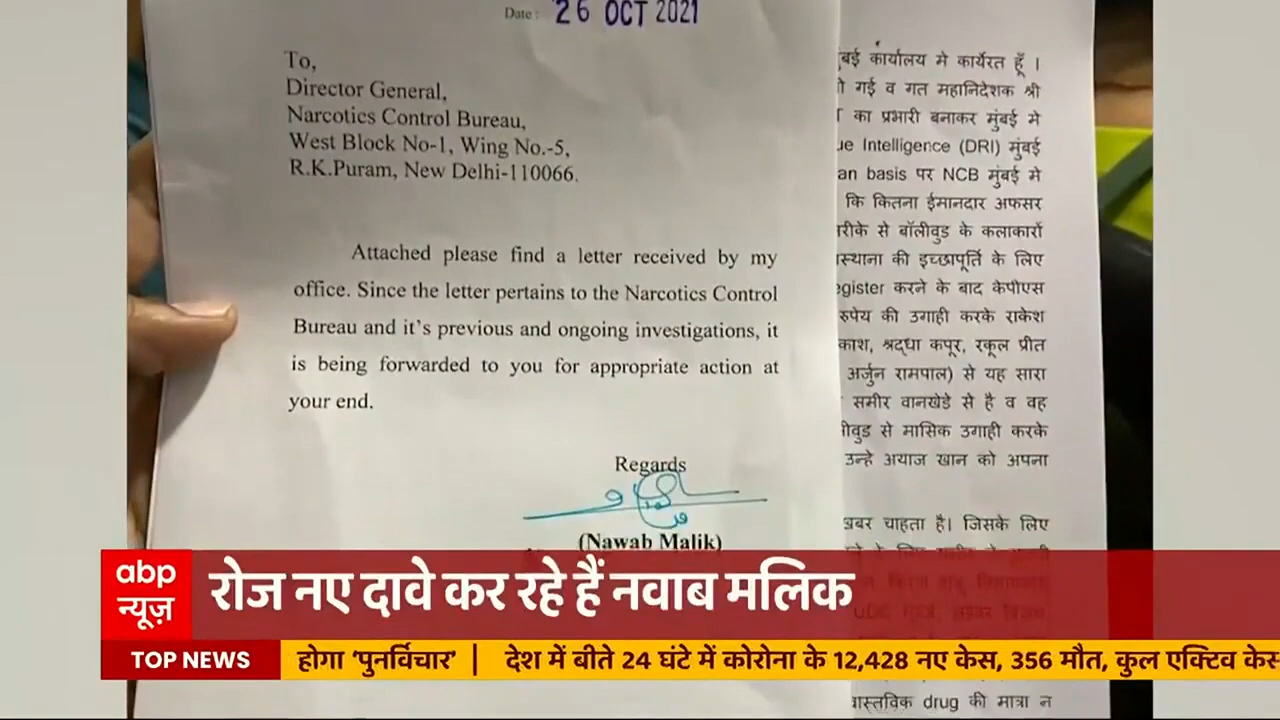 Date: 26 OCT 2021
To,
Director General,
Narcotics Control Bureau,
West Block No-1, Wing No.-5,
R.K.Puram, New Delhi-110066.
Attached please find a letter received by my
office. Since the letter pertains to the Narcotics Control
Bureau and it's previous and ongoing investigations, it
is being forwarded to you for appropriate action at
your end.
Regards
(Nawab Malik)
कार्यालय मे कार्यरत हूँ ।
गई व गत महानिदेशक श्री
का प्रभारी बनाकर मुंबई मे
Intelligence (DRI) मुंबई
basis पर NCB मुंबई मे
कि कितना ईमानदार अफसर
से बॉलीवुड के कलाकारों
की इच्छापूर्ति के लिए
करने के बाद केपीएस
रुपेय की उगाही करके राकेश
श्रद्धा कपूर, रकूल प्रीत
अर्जुन रामपाल) से यह सारा
समीर वानखेडे से है व वह
से मासिक उगाही करके
उन्हे अयाज खान को अपना
चाहता है। जिसके लिए
drug की मात्रा न
abp
न्यूज़
रोज नए दावे कर रहे हैं नवाब मलिक
TOP NEWS
होगा 'पुनर्विचार' | देश में बीते 24 घंटे में कोरोना के 12,428 नए केस, 356 मौत, कुल एक्टिव केस